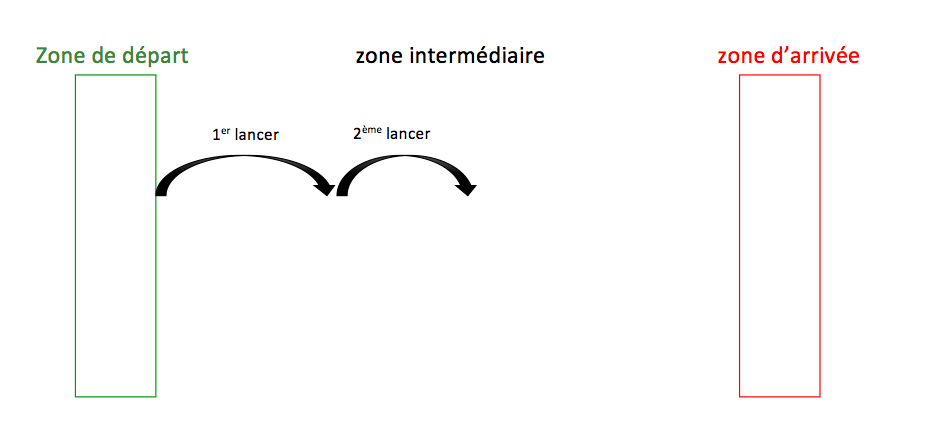 Zone de départ
zone intermédiaire
zone d’arrivée
1er lancer
2ème lancer